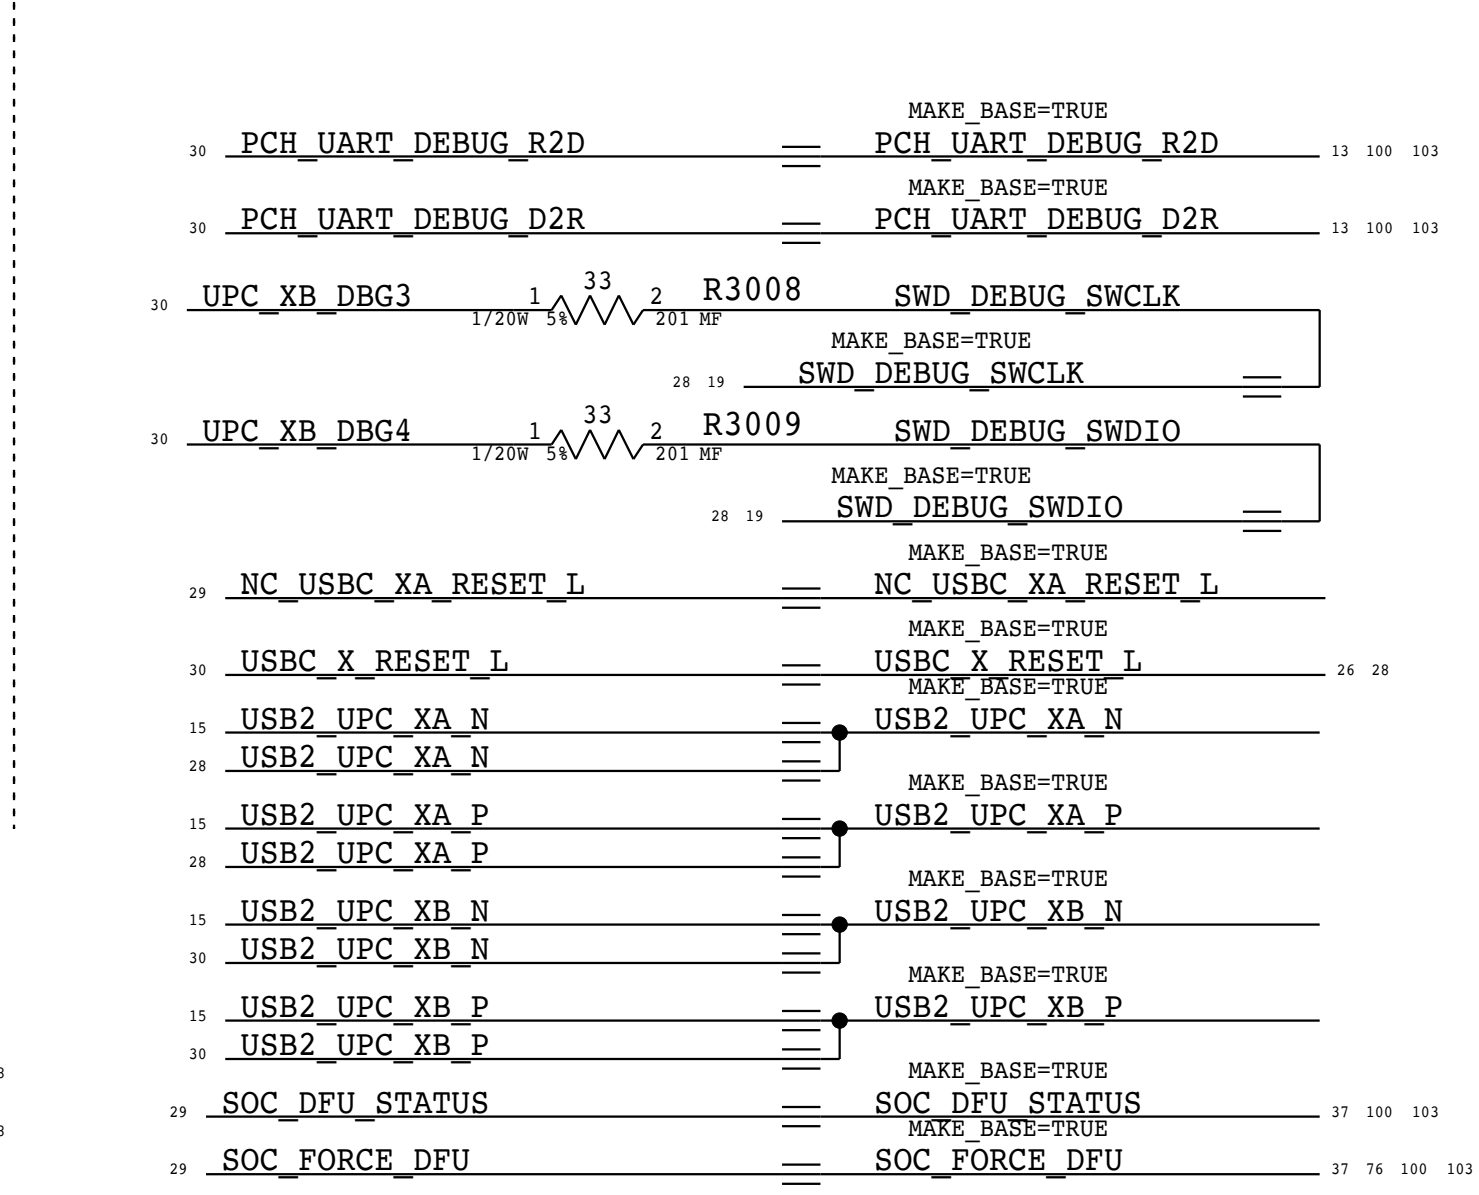 MAKE_BASE=TRUE
30 PCH_UART_DEBUG_R2D PCH_UART_DEBUG_R2D 13 100 103
MAKE_BASE=TRUE
30 PCH_UART_DEBUG_D2R PCH_UART_DEBUG_D2R 13 100 103
33
30 UPC_XB_DBG3 1 2 R3008 SWD_DEBUG_SWCLK
1/20W 5% 201 MF
MAKE_BASE=TRUE
28 19 SWD_DEBUG_SWCLK
33
30 UPC_XB_DBG4 1 2 R3009 SWD_DEBUG_SWDIO
1/20W 5% 201 MF
MAKE_BASE=TRUE
28 19 SWD_DEBUG_SWDIO
MAKE_BASE=TRUE
29 NC_USBC_XA_RESET_L NC_USBC_XA_RESET_L
MAKE_BASE=TRUE
30 USBC_X_RESET_L USBC_X_RESET_L 26 28
MAKE_BASE=TRUE
15 USB2_UPC_XA_N USB2_UPC_XA_N
28 USB2_UPC_XA_N
MAKE_BASE=TRUE
15 USB2_UPC_XA_P USB2_UPC_XA_P
28 USB2_UPC_XA_P
MAKE_BASE=TRUE
15 USB2_UPC_XB_N USB2_UPC_XB_N
30 USB2_UPC_XB_N
MAKE_BASE=TRUE
15 USB2_UPC_XB_P USB2_UPC_XB_P
30 USB2_UPC_XB_P
MAKE_BASE=TRUE
29 SOC_DFU_STATUS SOC_DFU_STATUS 37 100 103
MAKE_BASE=TRUE
29 SOC_FORCE_DFU SOC_FORCE_DFU 37 76 100 103